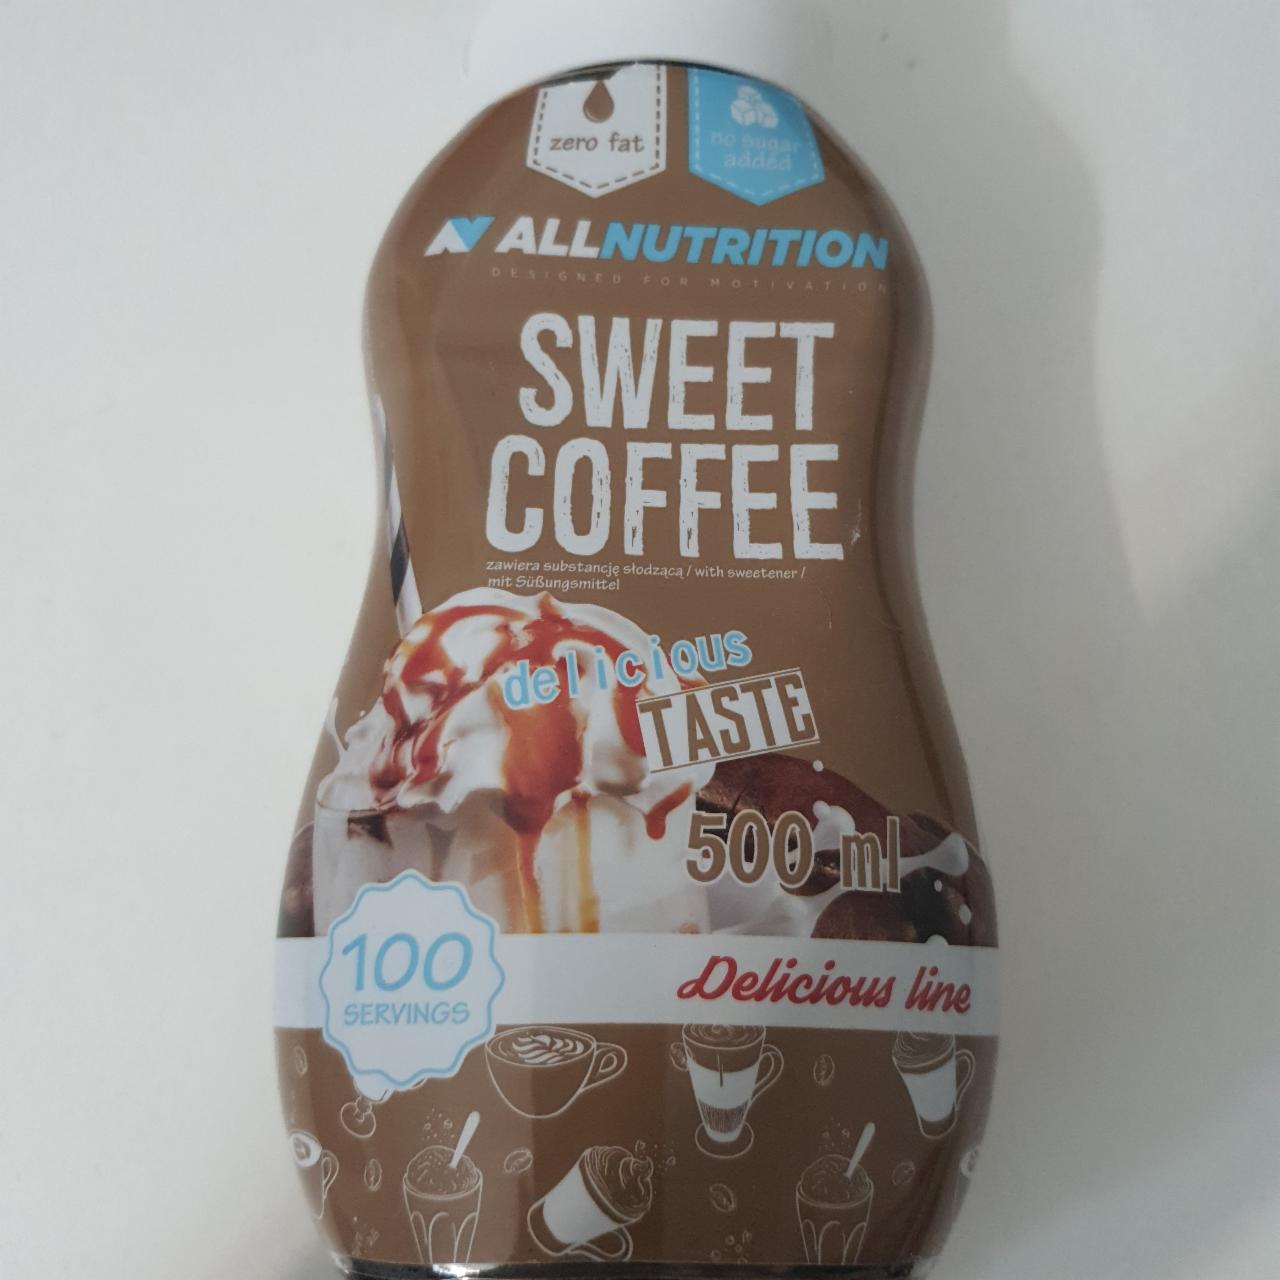 zero fat
no sugar
added
ALLNUTRITION
DESIGNED FOR MOTIVATION
SWEET
COFFEE
zawiera substancję słodzącą / with sweetener /
mit Süßungsmittel
delicious
TASTE
500 ml
100
SERVINGS
Delicious line